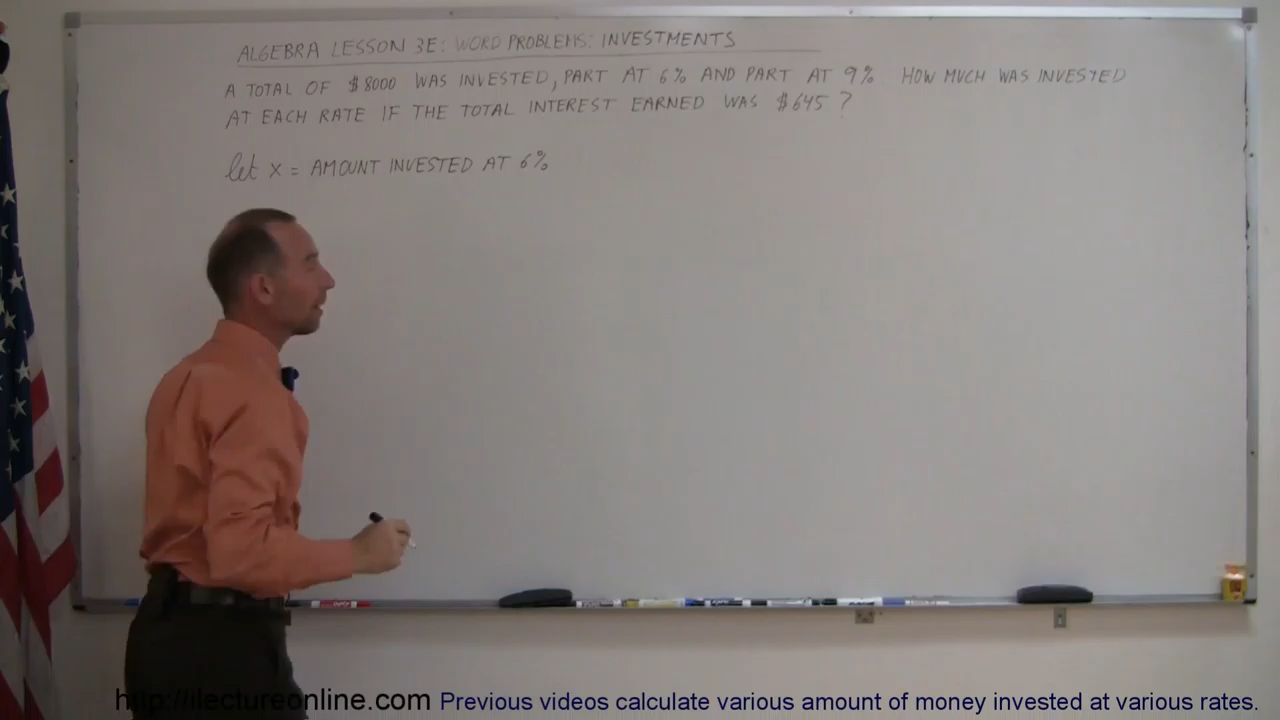 ALGEBRA LESSON 3E: WORD PROBLEMS: INVESTMENTS
A TOTAL OF $8000 WAS INVESTED, PART AT 6% AND PART AT 9% HOW MUCH WAS INVESTED
AT EACH RATE IF THE TOTAL INTEREST EARNED WAS $645?
let x = AMOUNT INVESTED AT 6%
http://ilectureonline.com Previous videos calculate various amount of money invested at various rates.